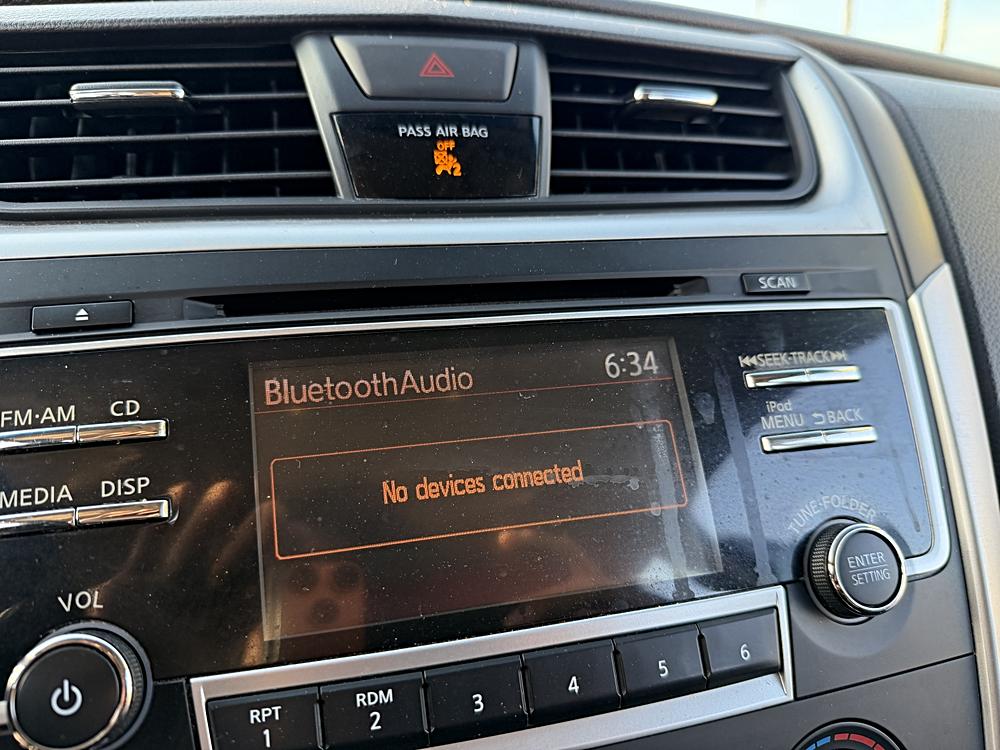 PASS AIR BAG
OFF
2
SCAN
BluetoothAudio 6:34
SEEK·TRACK
FM·AM CD
iPod
MENU BACK
No devices connected
MEDIA DISP
TUNE·FOLDER
ENTER
SETTING
VOL
RPT
1
RDM
2
3
4
5
6